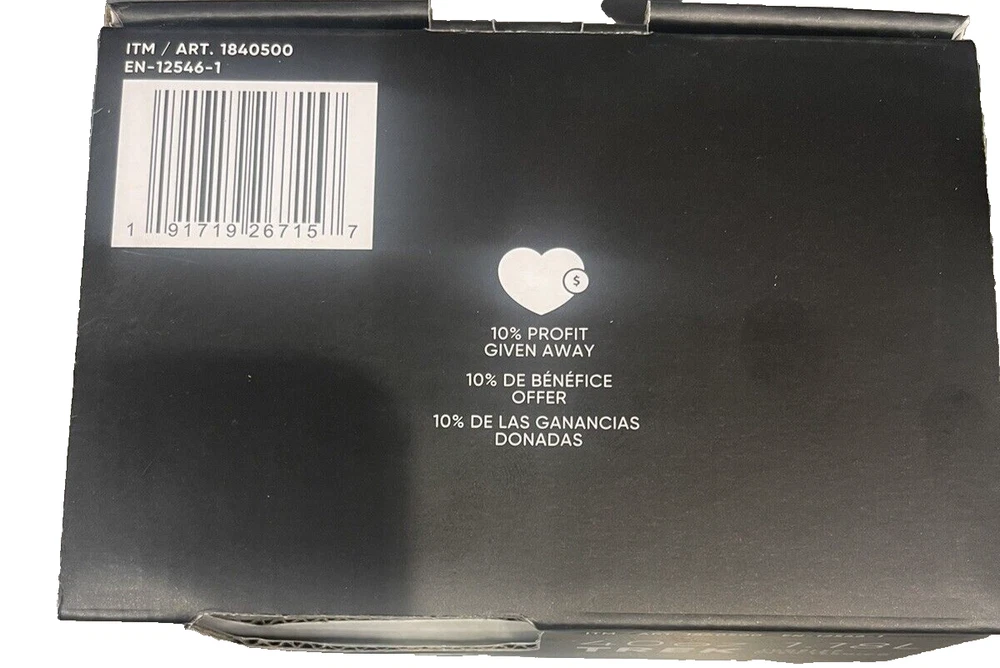 ITM / ART. 1840500
EN-12546-1
1 91719 26715 7
$
10% PROFIT
GIVEN AWAY
10% DE BÉNÉFICE
OFFER
10% DE LAS GANANCIAS
DONADAS
TREK